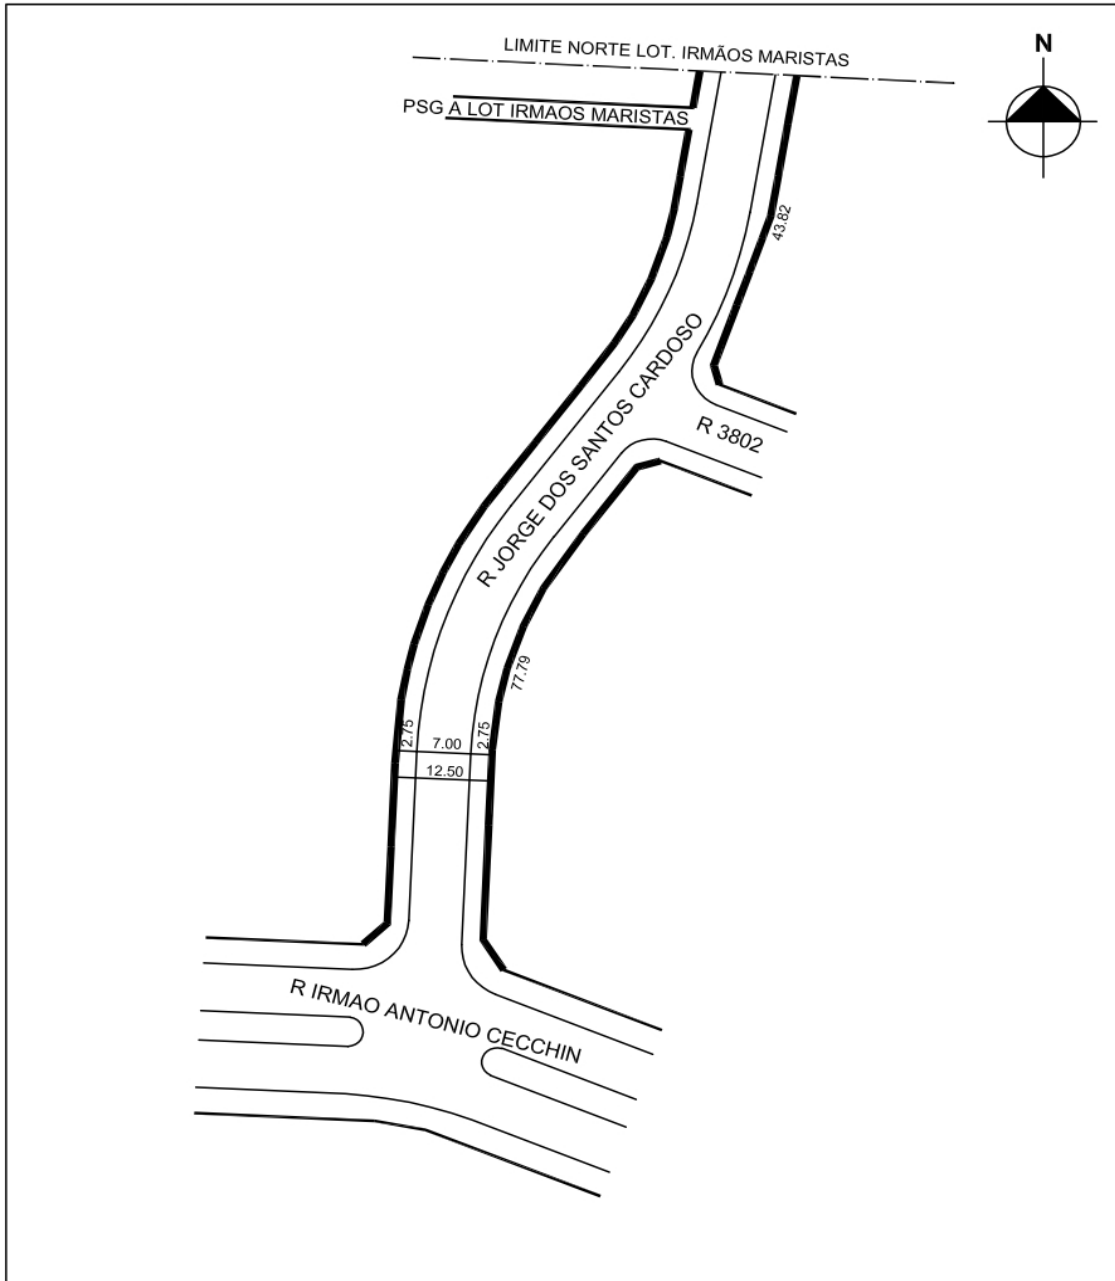 LIMITE NORTE LOT. IRMÃOS MARISTAS
N
PSG A LOT IRMAOS MARISTAS
43.82
R JORGE DOS SANTOS CARDOSO
R 3802
77.79
2.75
7.00
2.75
12.50
R IRMAO ANTONIO CECCHIN